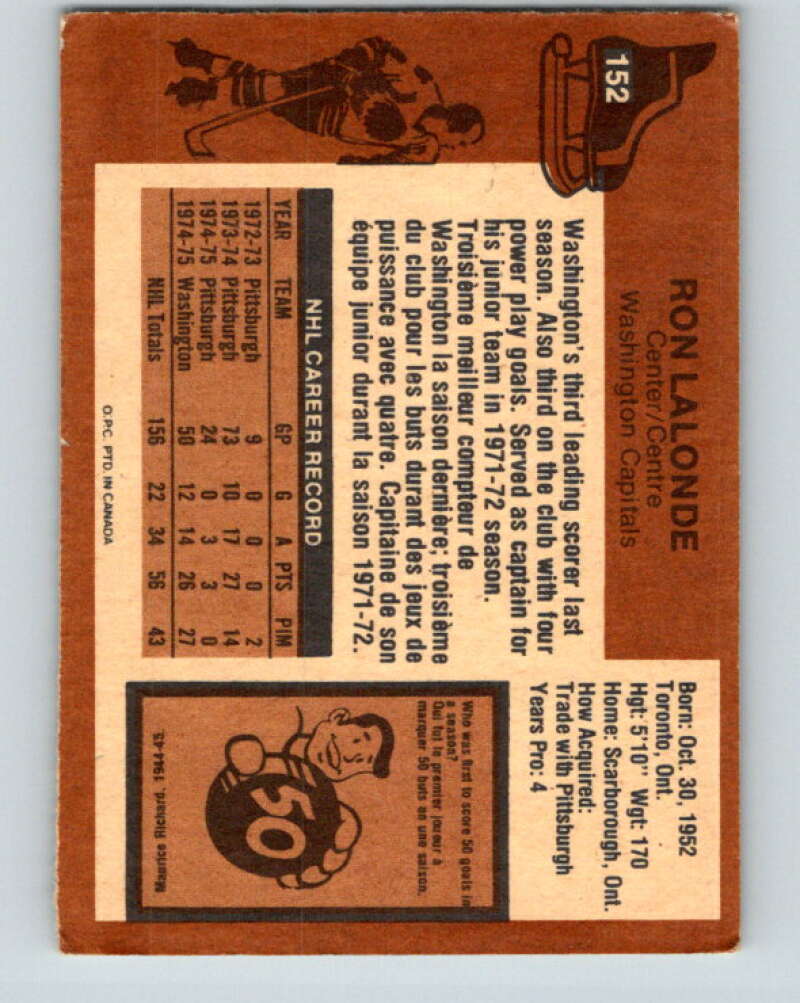 152
RON LALONDE
Center/Centre
Washington Capitals
Born: Oct. 30, 1952
Toronto, Ont.
Hgt: 5'10" Wgt: 170
Home: Scarborough, Ont.
How Acquired:
Trade with Pittsburgh
Years Pro: 4
Washington's third leading scorer last
season. Also third on the club with four
power play goals. Served as captain for
his junior team in 1971-72 season.
Troisième meilleur compteur de
Washington la saison dernière; troisième
du club pour les buts durant des jeux de
puissance avec quatre. Capitaine de son
équipe junior durant la saison 1971-72.
NHL CAREER RECORD
YEAR TEAM GP G A PTS PIM
1972-73 Pittsburgh 9 0 0 0 2
1973-74 Pittsburgh 73 10 17 27 14
1974-75 Pittsburgh 24 0 3 3 0
1974-75 Washington 50 12 14 26 27
NHL Totals 156 22 34 56 43
Who was first to score 50 goals in
a season?
Qui fut le premier joueur à
marquer 50 buts en une saison.
50
Maurice Richard, 1944-45.
O.P.C. PTD. IN CANADA